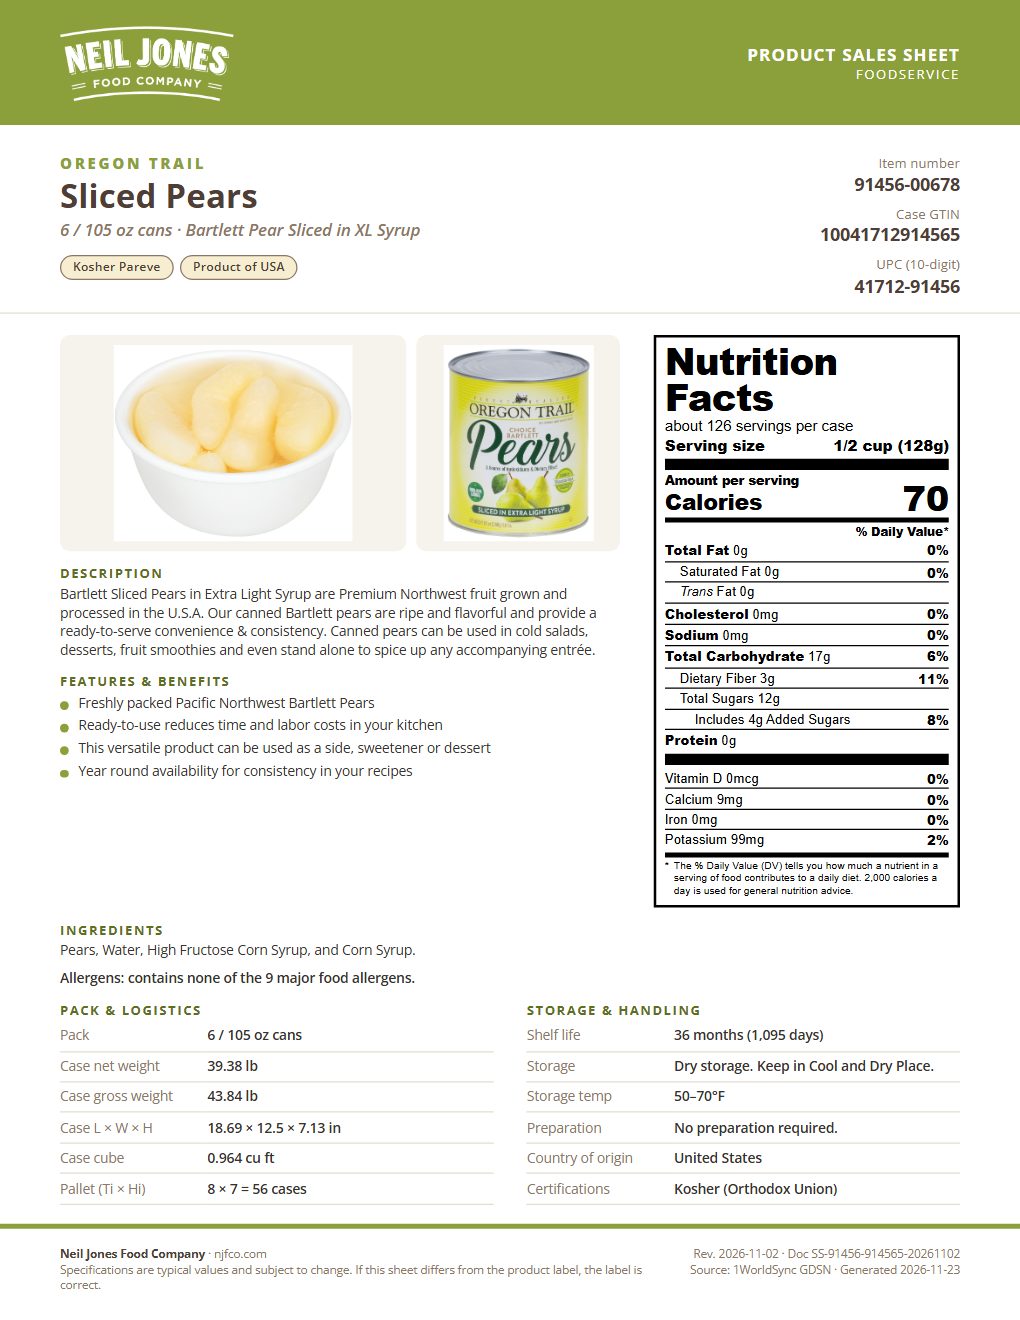 NEIL JONES
FOOD COMPANY
PRODUCT SALES SHEET
FOODSERVICE
OREGON TRAIL
Sliced Pears
6 / 105 oz cans · Bartlett Pear Sliced in XL Syrup
Kosher Pareve
Product of USA
Item number
91456-00678
Case GTIN
10041712914565
UPC (10-digit)
41712-91456
OREGON TRAIL
CHOICE
BARTLETT
Pears
SLICED IN EXTRA LIGHT SYRUP
DESCRIPTION
Bartlett Sliced Pears in Extra Light Syrup are Premium Northwest fruit grown and
processed in the U.S.A. Our canned Bartlett pears are ripe and flavorful and provide a
ready-to-serve convenience & consistency. Canned pears can be used in cold salads,
desserts, fruit smoothies and even stand alone to spice up any accompanying entrée.
FEATURES & BENEFITS
Freshly packed Pacific Northwest Bartlett Pears
Ready-to-use reduces time and labor costs in your kitchen
This versatile product can be used as a side, sweetener or dessert
Year round availability for consistency in your recipes
Nutrition
Facts
about 126 servings per case
Serving size 1/2 cup (128g)
Amount per serving
Calories 70
% Daily Value*
Total Fat 0g 0%
Saturated Fat 0g 0%
Trans Fat 0g
Cholesterol 0mg 0%
Sodium 0mg 0%
Total Carbohydrate 17g 6%
Dietary Fiber 3g 11%
Total Sugars 12g
Includes 4g Added Sugars 8%
Protein 0g
Vitamin D 0mcg 0%
Calcium 9mg 0%
Iron 0mg 0%
Potassium 99mg 2%
* The % Daily Value (DV) tells you how much a nutrient in a
serving of food contributes to a daily diet. 2,000 calories a
day is used for general nutrition advice.
INGREDIENTS
Pears, Water, High Fructose Corn Syrup, and Corn Syrup.
Allergens: contains none of the 9 major food allergens.
PACK & LOGISTICS
Pack 6 / 105 oz cans
Case net weight 39.38 lb
Case gross weight 43.84 lb
Case L × W × H 18.69 × 12.5 × 7.13 in
Case cube 0.964 cu ft
Pallet (Ti × Hi) 8 × 7 = 56 cases
STORAGE & HANDLING
Shelf life 36 months (1,095 days)
Storage Dry storage. Keep in Cool and Dry Place.
Storage temp 50–70°F
Preparation No preparation required.
Country of origin United States
Certifications Kosher (Orthodox Union)
Neil Jones Food Company · njfco.com
Specifications are typical values and subject to change. If this sheet differs from the product label, the label is
correct.
Rev. 2026-11-02 · Doc SS-91456-914565-20261102
Source: 1WorldSync GDSN · Generated 2026-11-23